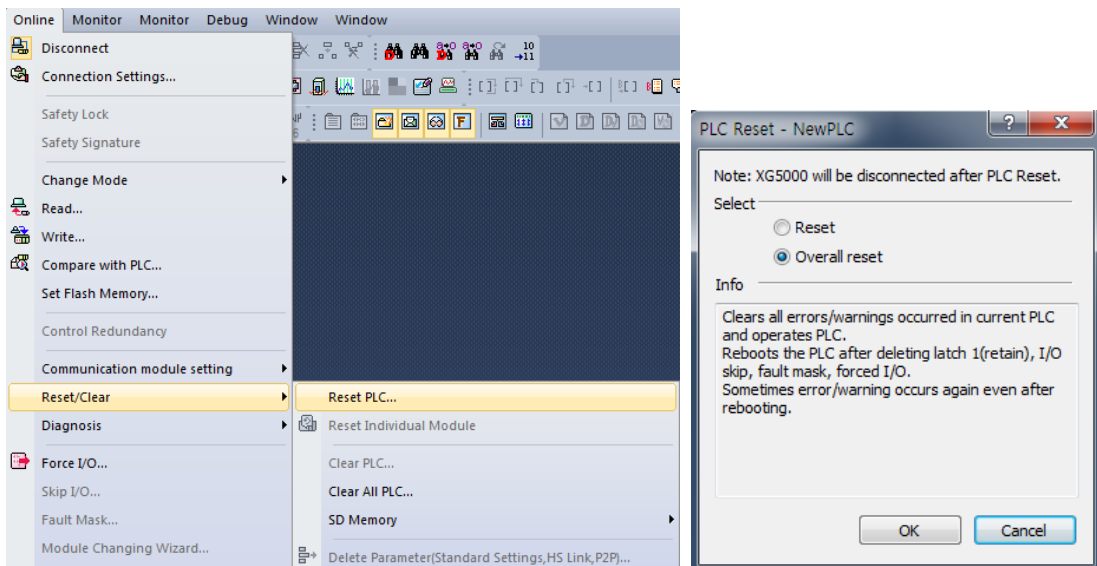 Online Monitor Monitor Debug Window Window
Disconnect
Connection Settings...
Safety Lock
Safety Signature
Change Mode
Read...
Write...
Compare with PLC...
Set Flash Memory...
Control Redundancy
Communication module setting
Reset/Clear
Diagnosis
Force I/O...
Skip I/O...
Fault Mask...
Module Changing Wizard...
Reset PLC...
Reset Individual Module
Clear PLC...
Clear All PLC...
SD Memory
Delete Parameter(Standard Settings,HS Link,P2P)...
PLC Reset - NewPLC
Note: XG5000 will be disconnected after PLC Reset.
Select
Reset
Overall reset
Info
Clears all errors/warnings occurred in current PLC
and operates PLC.
Reboots the PLC after deleting latch 1(retain), I/O
skip, fault mask, forced I/O.
Sometimes error/warning occurs again even after
rebooting.
OK Cancel